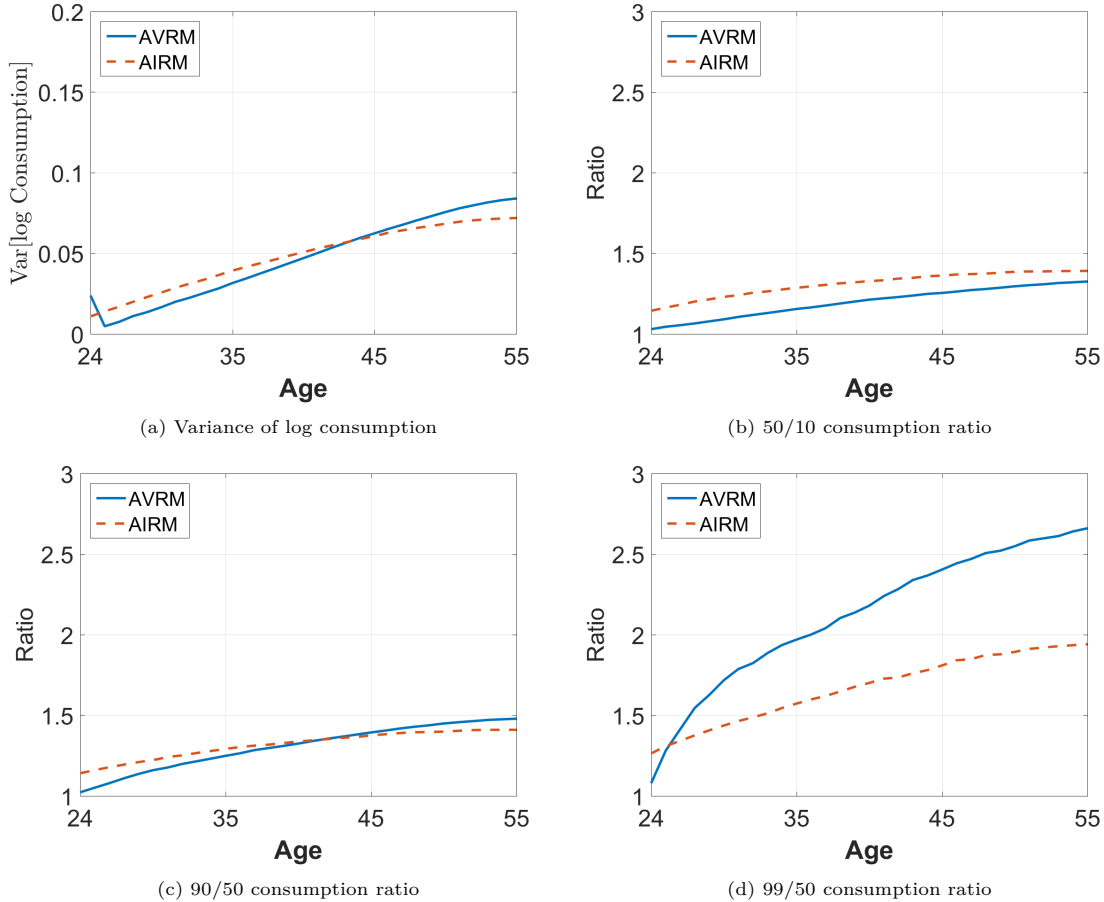 0.2
0.15
0.1
0.05
0
Var[log Consumption]
AVRM
AIRM
24 35 45 55
Age
(a) Variance of log consumption
3
2.5
2
1.5
1
Ratio
AVRM
AIRM
24 35 45 55
Age
(b) 50/10 consumption ratio
3
2.5
2
1.5
1
Ratio
AVRM
AIRM
24 35 45 55
Age
(c) 90/50 consumption ratio
3
2.5
2
1.5
1
Ratio
AVRM
AIRM
24 35 45 55
Age
(d) 99/50 consumption ratio